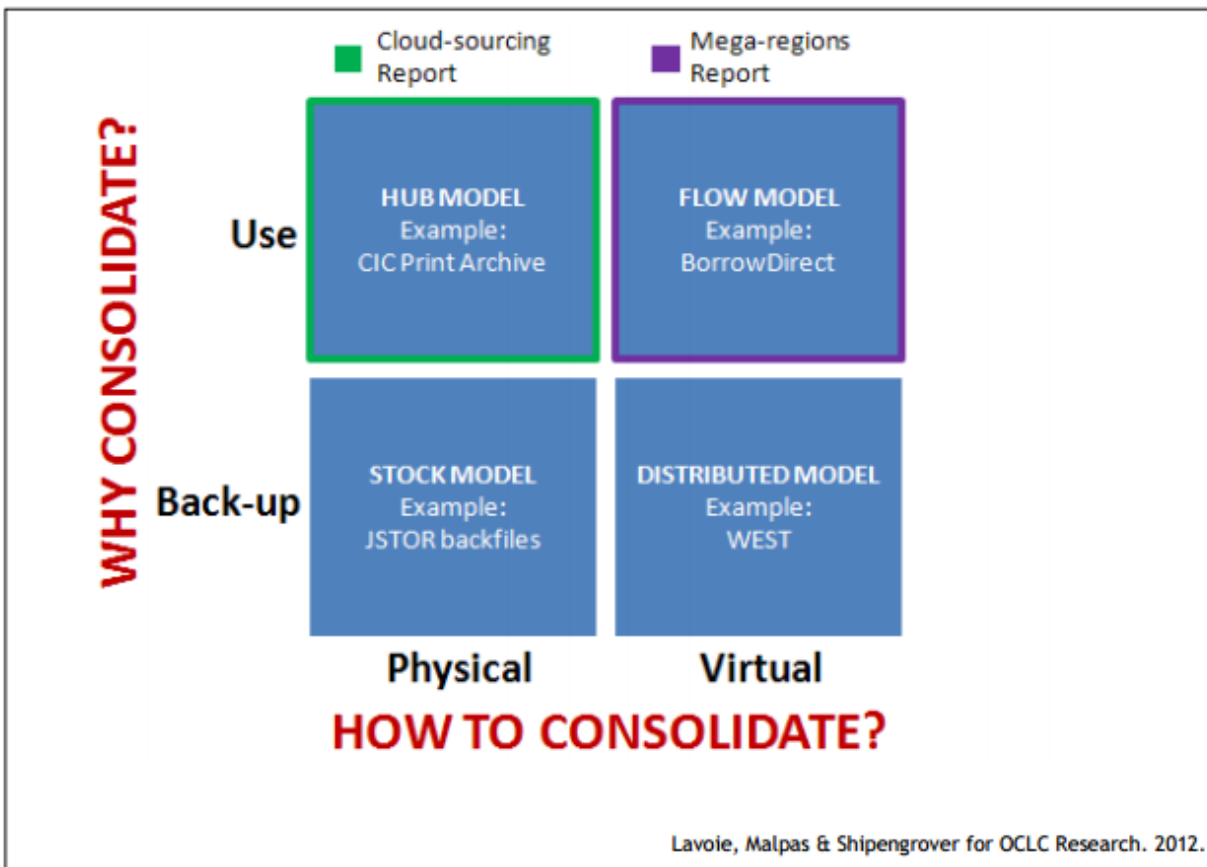 Cloud-sourcing
Report
Mega-regions
Report
WHY CONSOLIDATE?
Use
HUB MODEL
Example:
CIC Print Archive
FLOW MODEL
Example:
BorrowDirect
Back-up
STOCK MODEL
Example:
JSTOR backfiles
DISTRIBUTED MODEL
Example:
WEST
Physical
Virtual
HOW TO CONSOLIDATE?
Lavoie, Malpas & Shipengrover for OCLC Research. 2012.